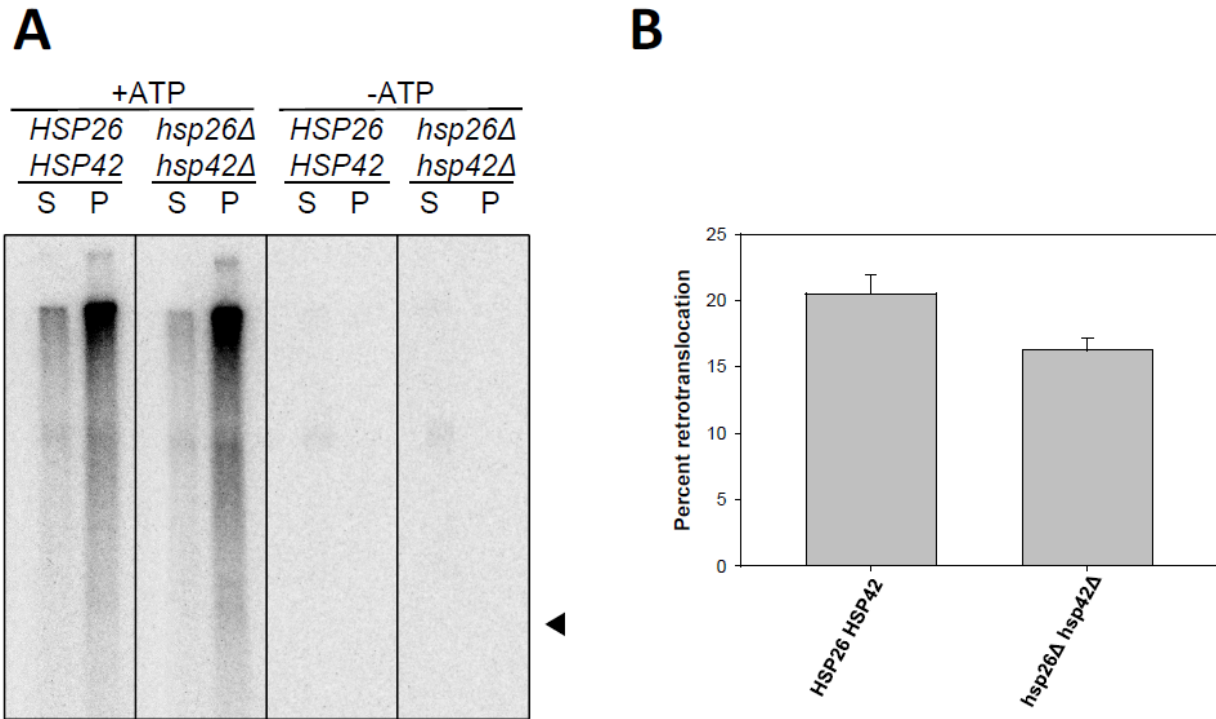 A
+ATP -ATP
HSP26 hsp26Δ HSP26 hsp26Δ
HSP42 hsp42Δ HSP42 hsp42Δ
S P S P S P S P
B
25
20
15
10
5
0
Percent retrotranslocation
HSP26 HSP42
hsp26Δ hsp42Δ